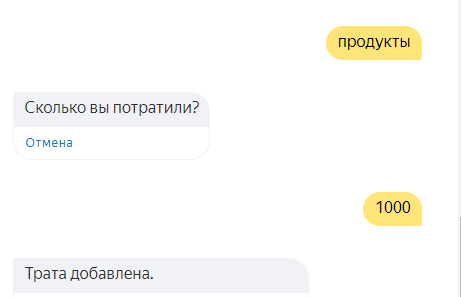 продукты
Сколько вы потратили?
Отмена
1000
Трата добавлена.